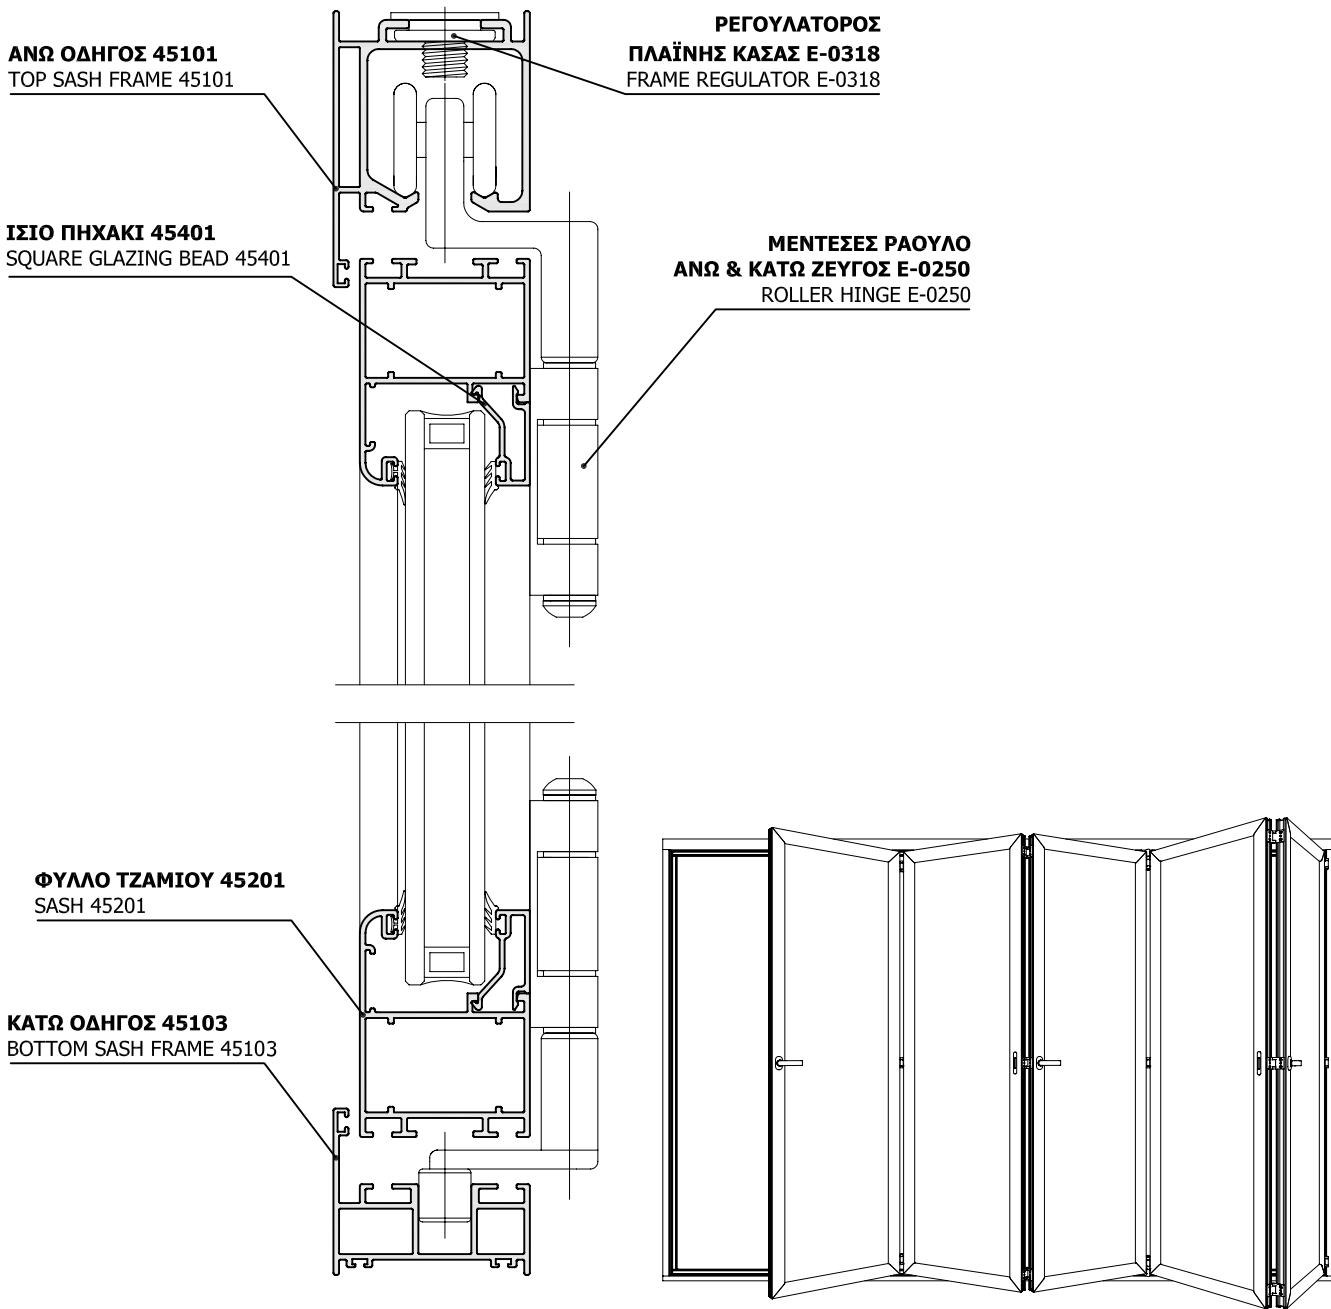 ΑΝΩ ΟΔΗΓΟΣ 45101
TOP SASH FRAME 45101
ΡΕΓΟΥΛΑΤΟΡΟΣ
ΠΛΑΪΝΗΣ ΚΑΣΑΣ Ε-0318
FRAME REGULATOR E-0318
ΙΣΙΟ ΠΗΧΑΚΙ 45401
SQUARE GLAZING BEAD 45401
ΜΕΝΤΕΣΕΣ ΡΑΟΥΛΟ
ΑΝΩ & ΚΑΤΩ ΖΕΥΓΟΣ Ε-0250
ROLLER HINGE E-0250
ΦΥΛΛΟ ΤΖΑΜΙΟΥ 45201
SASH 45201
ΚΑΤΩ ΟΔΗΓΟΣ 45103
BOTTOM SASH FRAME 45103